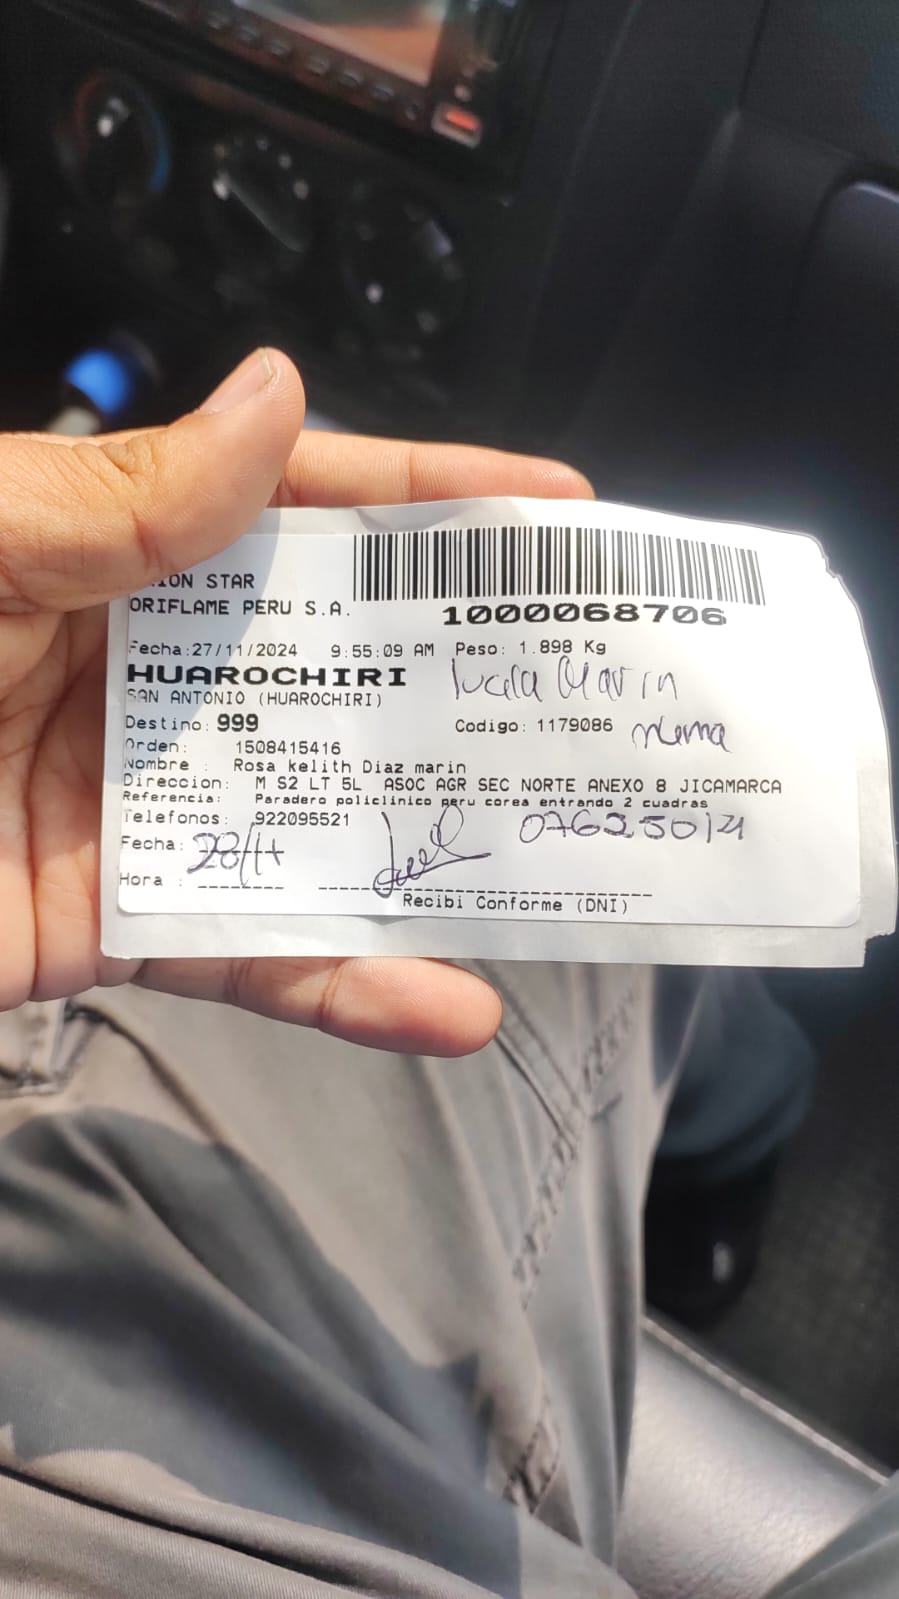 ION STAR
ORIFLAME PERU S.A.
1000068706
Fecha:27/11/2024 9:55:09 AM Peso: 1.898 Kg
HUAROCHIRI
Marin
SAN ANTONIO (HUAROCHIRI)
Destino: 999 Codigo: 1179086
Orden: 1508415416
Nombre : Rosa kelith Diaz marin
Direccion: M S2 LT 5L ASOC AGR SEC NORTE ANEXO 8 JICAMARCA
Referencia: Paradero policlinico peru corea entrando 2 cuadras
Telefonos: 922095521
Fecha: 28/11
Hora :
Recibi Conforme (DNI)